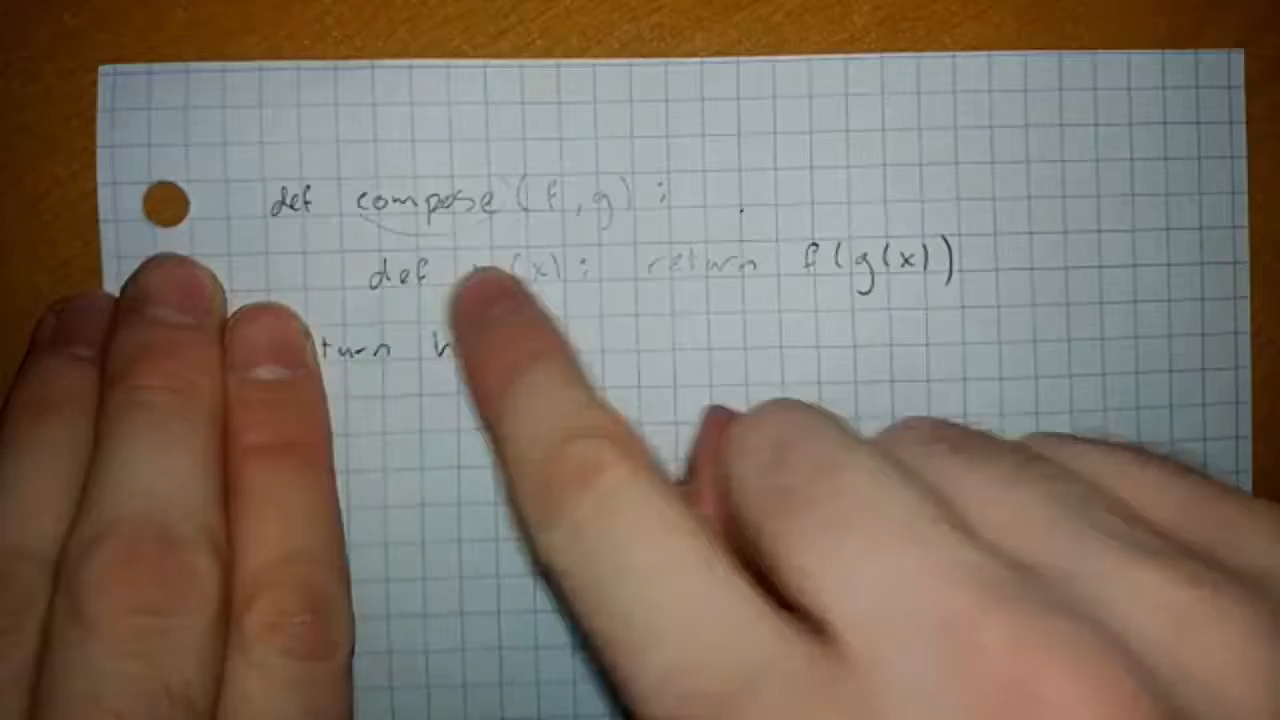 def compose(f,g):
def (x): return f(g(x))
turn